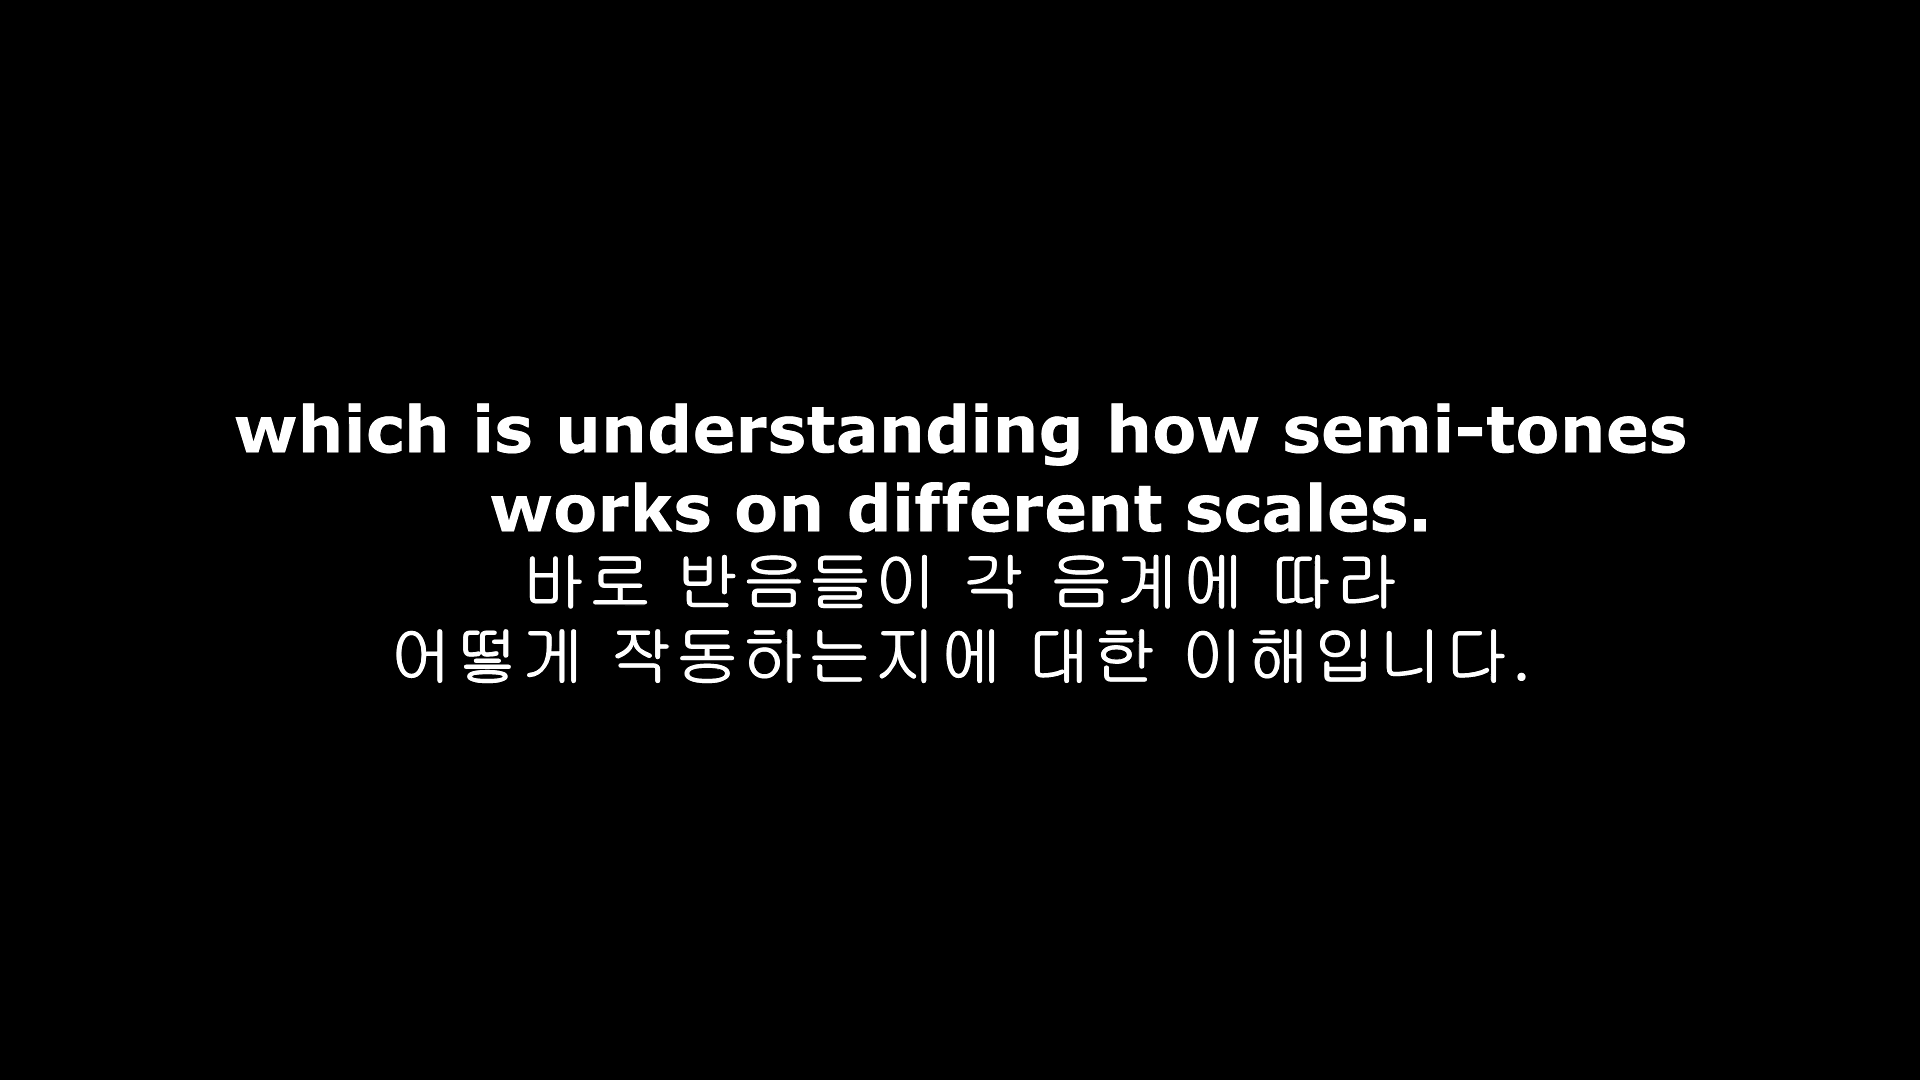 which is understanding how semi-tones
works on different scales.
바로 반음들이 각 음계에 따라
어떻게 작동하는지에 대한 이해입니다.